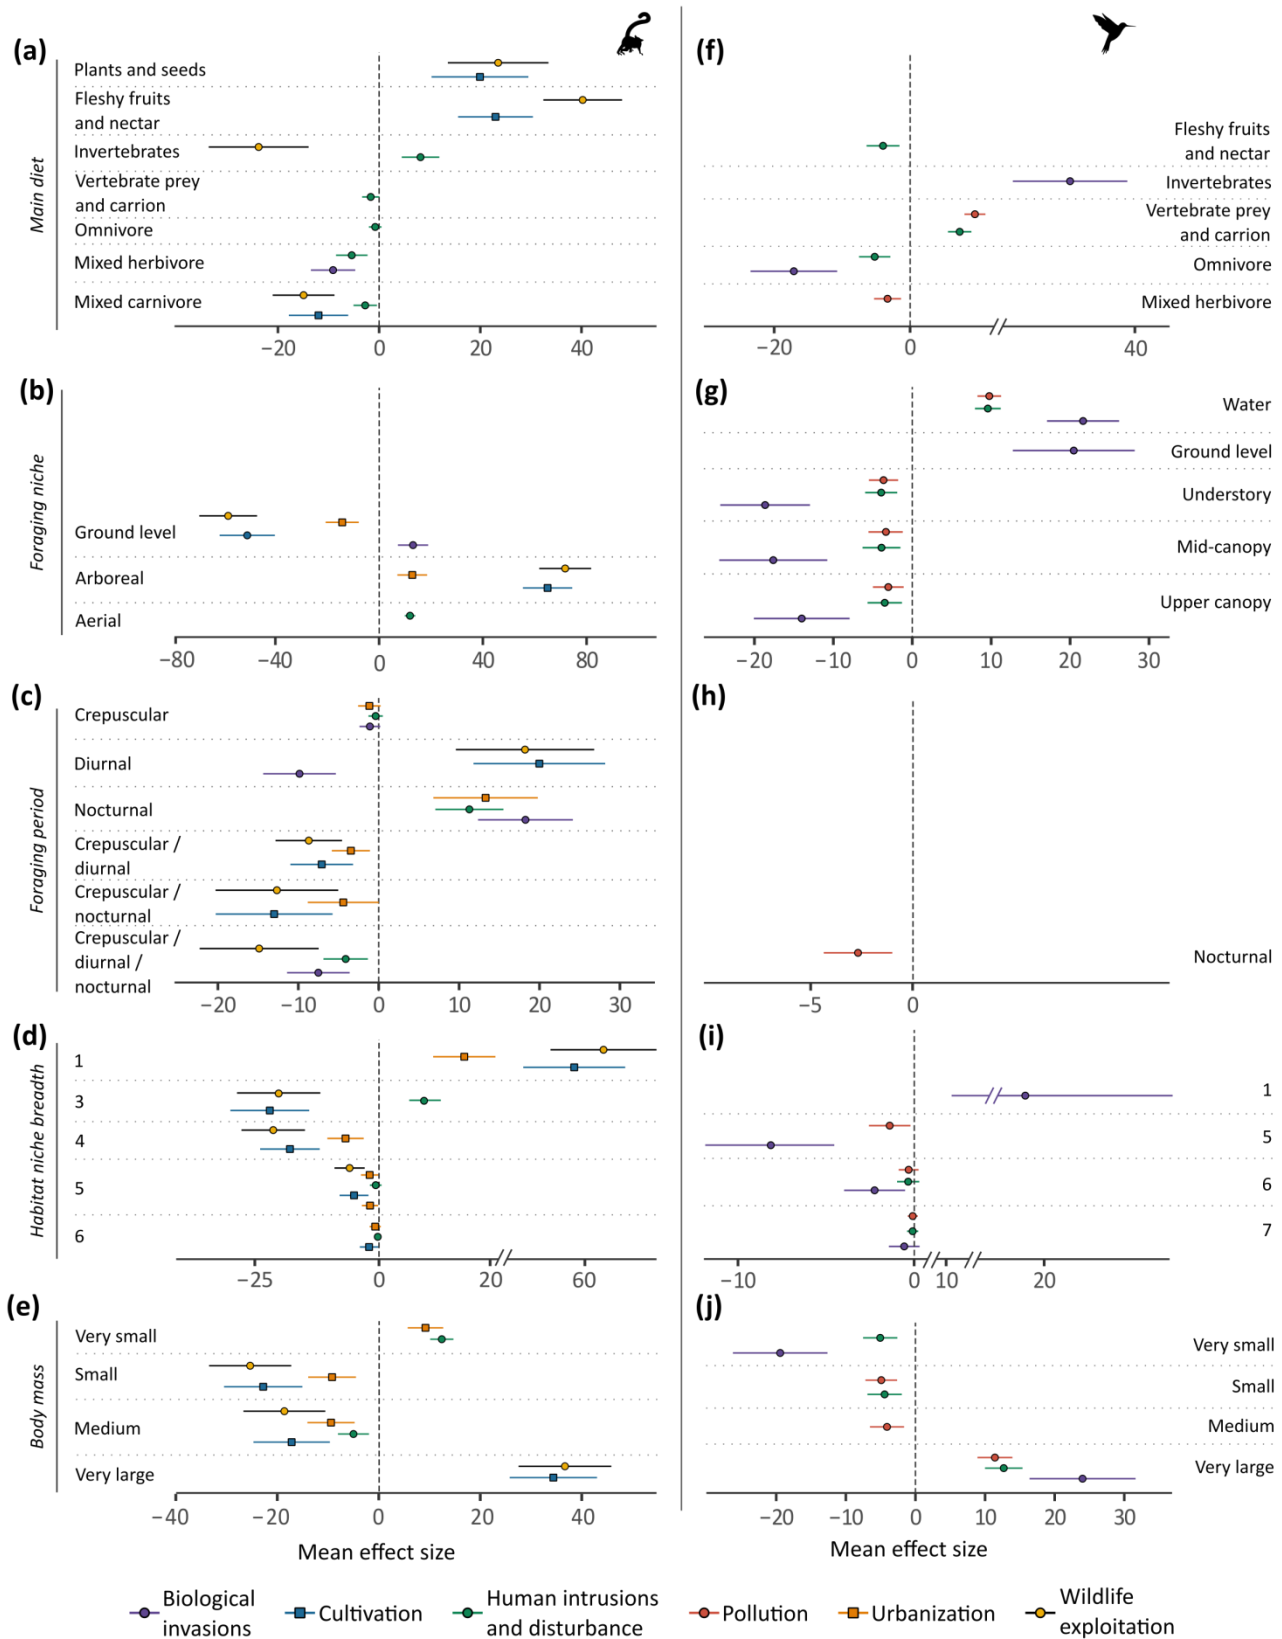 (a)
Main diet
Plants and seeds
Fleshy fruits
and nectar
Invertebrates
Vertebrate prey
and carrion
Omnivore
Mixed herbivore
Mixed carnivore
−20 0 20 40
(f)
Fleshy fruits
and nectar
Invertebrates
Vertebrate prey
and carrion
Omnivore
Mixed herbivore
−20 0 40
(b)
Foraging niche
Ground level
Arboreal
Aerial
−80 −40 0 40 80
(g)
Water
Ground level
Understory
Mid-canopy
Upper canopy
−20 −10 0 10 20 30
(c)
Foraging period
Crepuscular
Diurnal
Nocturnal
Crepuscular /
diurnal
Crepuscular /
nocturnal
Crepuscular /
diurnal /
nocturnal
−20 −10 0 10 20 30
(h)
Nocturnal
−5 0
(d)
Habitat niche breadth
1
3
4
5
6
−25 0 20 60
(i)
1
5
6
7
−10 0 10 20
(e)
Body mass
Very small
Small
Medium
Very large
−40 −20 0 20 40
Mean effect size
(j)
Very small
Small
Medium
Very large
−20 −10 0 10 20 30
Mean effect size
Biological
invasions
Cultivation
Human intrusions
and disturbance
Pollution
Urbanization
Wildlife
exploitation